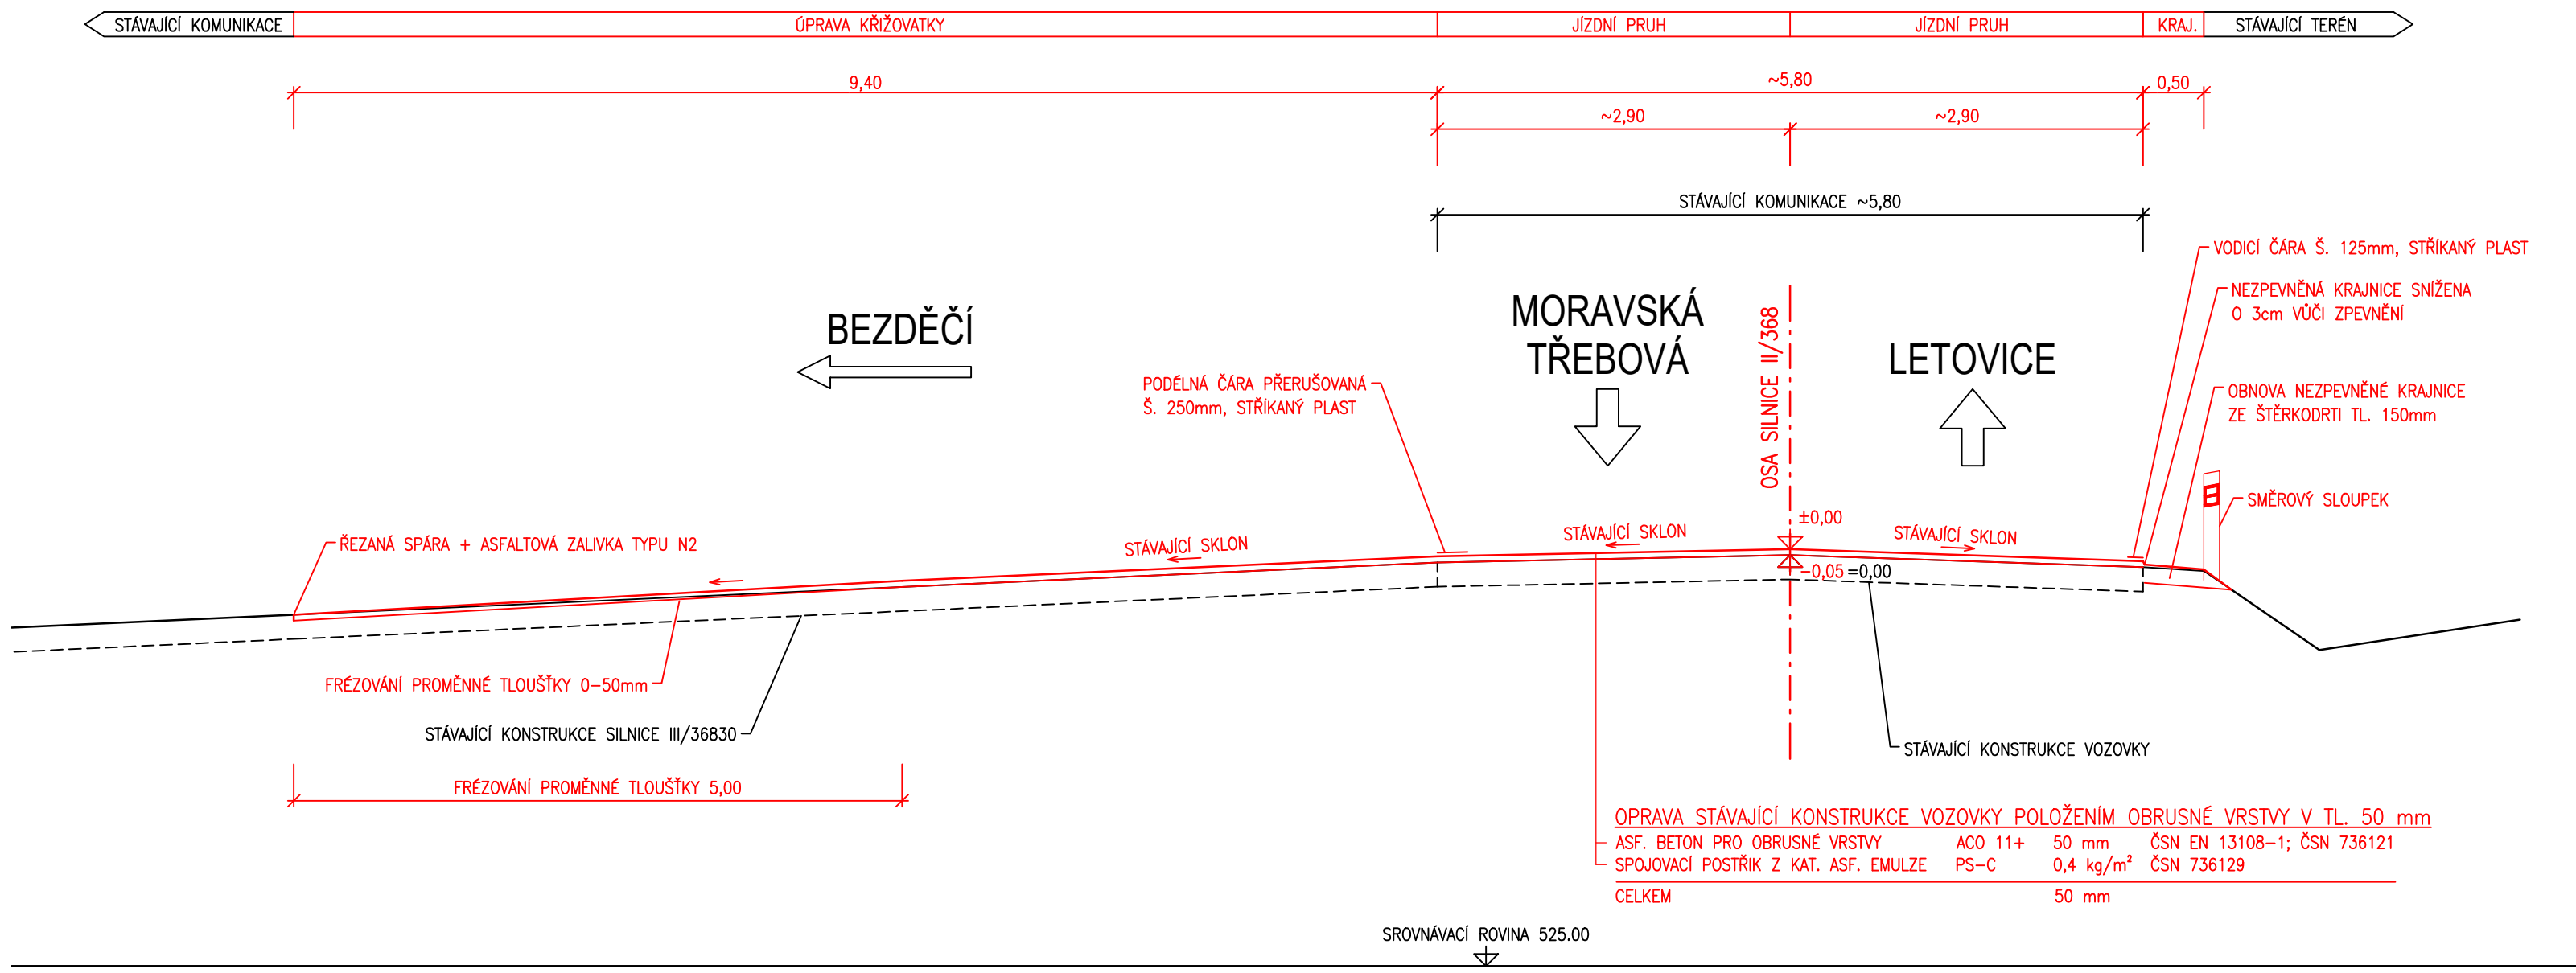 STÁVAJÍCÍ KOMUNIKACE
ÚPRAVA KŘIŽOVATKY
JÍZDNÍ PRUH
JÍZDNÍ PRUH
KRAJ.
STÁVAJÍCÍ TERÉN
9,40
~5,80
0,50
~2,90
~2,90
STÁVAJÍCÍ KOMUNIKACE ~5,80
VODICÍ ČÁRA Š. 125mm, STŘÍKANÝ PLAST
NEZPEVNĚNÁ KRAJNICE SNÍŽENA
O 3cm VŮČI ZPEVNĚNÍ
BEZDĚČÍ
MORAVSKÁ
TŘEBOVÁ
OSA SILNICE II/368
LETOVICE
PODÉLNÁ ČÁRA PŘERUŠOVANÁ
Š. 250mm, STŘÍKANÝ PLAST
OBNOVA NEZPEVNĚNÉ KRAJNICE
ZE ŠTĚRKODRTI TL. 150mm
SMĚROVÝ SLOUPEK
ŘEZANÁ SPÁRA + ASFALTOVÁ ZALIVKA TYPU N2
STÁVAJÍCÍ SKLON
STÁVAJÍCÍ SKLON
±0,00
STÁVAJÍCÍ SKLON
-0,05=0,00
FRÉZOVÁNÍ PROMĚNNÉ TLOUŠŤKY 0-50mm
STÁVAJÍCÍ KONSTRUKCE SILNICE III/36830
STÁVAJÍCÍ KONSTRUKCE VOZOVKY
FRÉZOVÁNÍ PROMĚNNÉ TLOUŠŤKY 5,00
OPRAVA STÁVAJÍCÍ KONSTRUKCE VOZOVKY POLOŽENÍM OBRUSNÉ VRSTVY V TL. 50 mm
ASF. BETON PRO OBRUSNÉ VRSTVY ACO 11+ 50 mm ČSN EN 13108-1; ČSN 736121
SPOJOVACÍ POSTŘIK Z KAT. ASF. EMULZE PS-C 0,4 kg/m² ČSN 736129
CELKEM 50 mm
SROVNÁVACÍ ROVINA 525.00